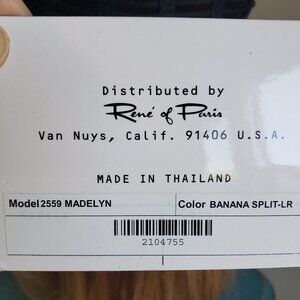 Distributed by
René of Paris
Van Nuys, Calif. 91406 U.S.A.
MADE IN THAILAND
Model 2559 MADELYN Color BANANA SPLIT-LR
2104755